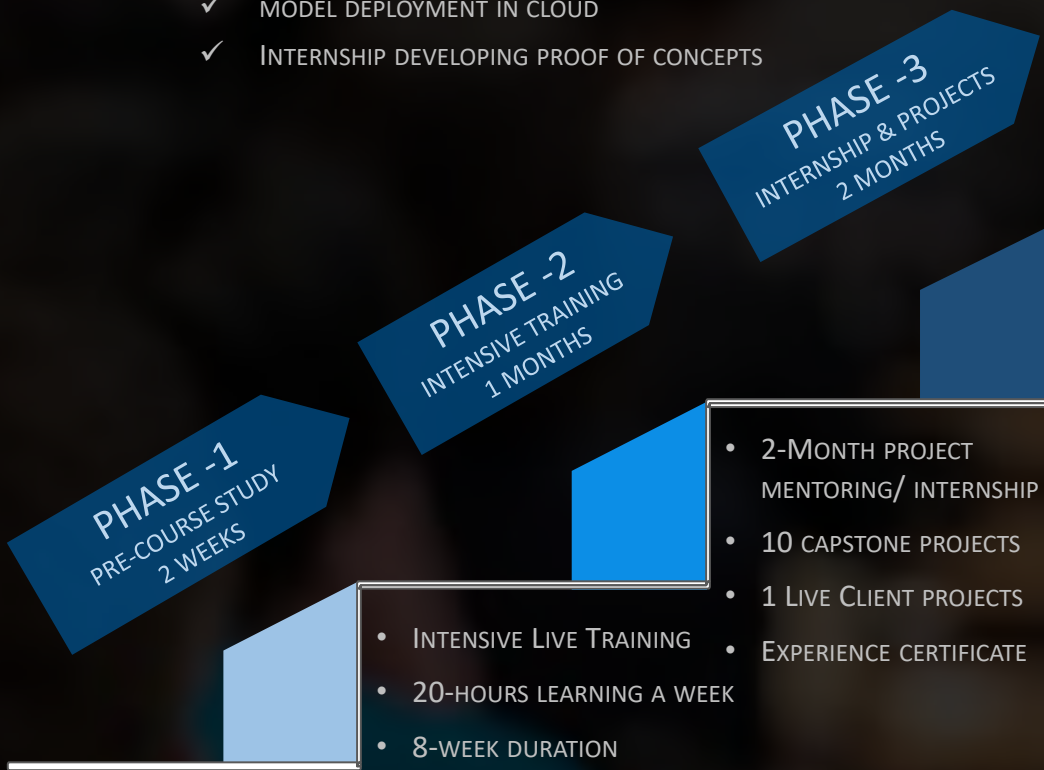 ✓ MODEL DEPLOYMENT IN CLOUD
✓ INTERNSHIP DEVELOPING PROOF OF CONCEPTS
PHASE -3
INTERNSHIP & PROJECTS
2 MONTHS
PHASE -2
INTENSIVE TRAINING
1 MONTHS
PHASE -1
PRE-COURSE STUDY
2 WEEKS
• 2-MONTH PROJECT
MENTORING/ INTERNSHIP
• 10 CAPSTONE PROJECTS
• 1 LIVE CLIENT PROJECTS
• EXPERIENCE CERTIFICATE
• INTENSIVE LIVE TRAINING
• 20-HOURS LEARNING A WEEK
• 8-WEEK DURATION